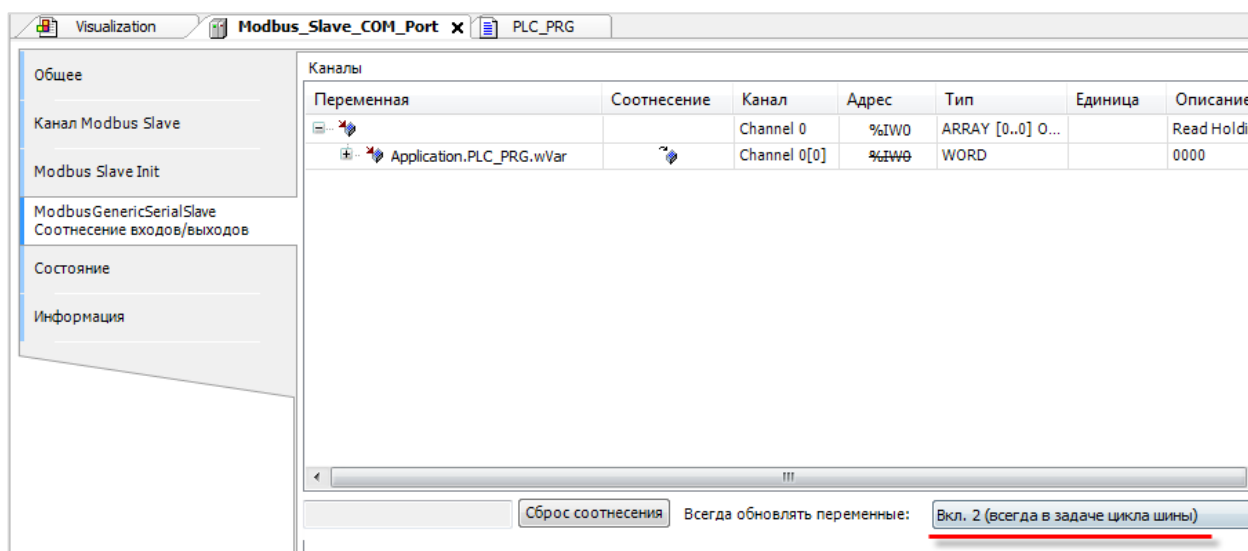 Visualization Modbus_Slave_COM_Port X PLC_PRG
Общее
Канал Modbus Slave
Modbus Slave Init
ModbusGenericSerialSlave
Соотнесение входов/выходов
Состояние
Информация
Каналы
Переменная Соотнесение Канал Адрес Тип Единица Описание
Channel 0 %IW0 ARRAY [0..0] O... Read Holdi
Application.PLC_PRG.wVar Channel 0[0] %IW0 WORD 0000
Сброс соотнесения Всегда обновлять переменные: Вкл. 2 (всегда в задаче цикла шины)